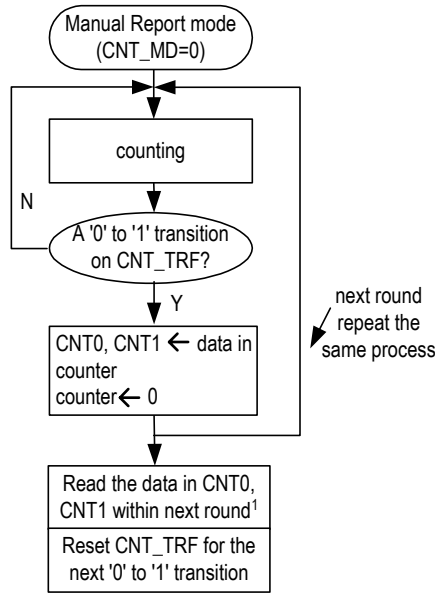 Manual Report mode
(CNT_MD=0)
counting
N
A '0' to '1' transition
on CNT_TRF?
Y
next round
repeat the
same process
CNT0, CNT1 ← data in
counter
counter← 0
Read the data in CNT0,
CNT1 within next round1
Reset CNT_TRF for the
next '0' to '1' transition